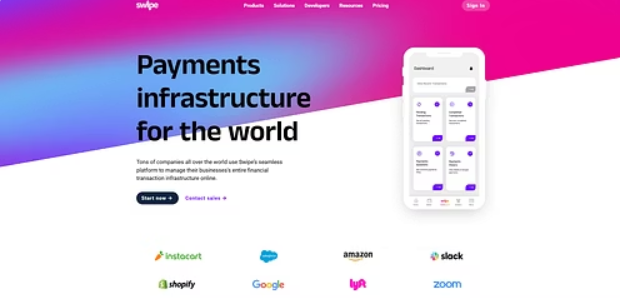 swipe
Products Solutions Developers Resources Pricing
Sign In
Payments
infrastructure
for the world
Tons of companies all over the world use Swipe's seamless
platform to manage their businesses's entire financial
transaction infrastructure online.
Start now →
Contact sales →
Dashboard
instacart
amazon
slack
shopify
Google
lyft
zoom